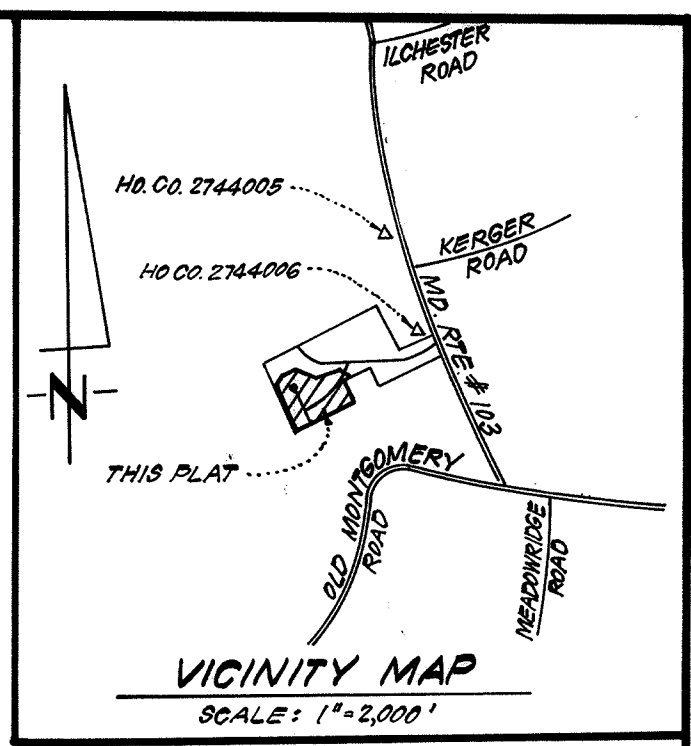 ILCHESTER
ROAD
HO. CO. 2744005
KERGER
ROAD
HO CO. 2744006
MD. RTE. # 103
N
THIS PLAT
OLD MONTGOMERY
ROAD
MEADOWRIDGE
ROAD
VICINITY MAP
SCALE: 1"=2,000'